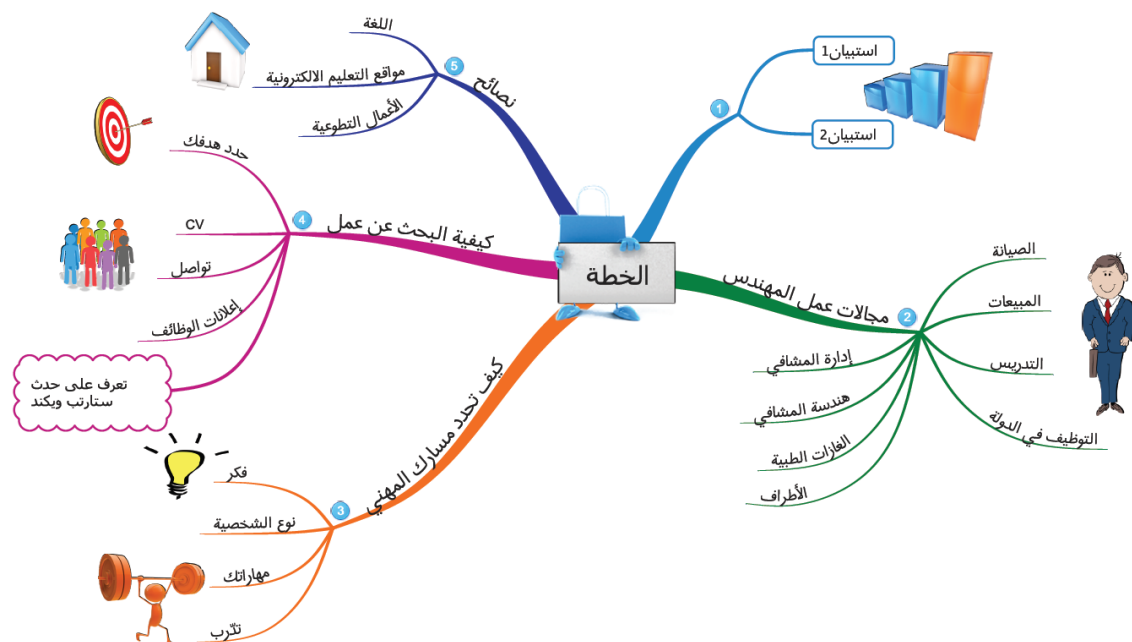 الخطة
1
استبيان1
استبيان2
2
مجالات عمل المهندس
الصيانة
المبيعات
التدريس
التوظيف في الدولة
إدارة المشافي
هندسة المشافي
الغازات الطبية
الأطراف
3
كيف تحدد مسارك المهني
فكر
نوع الشخصية
مهاراتك
تدّرب
4
كيفية البحث عن عمل
حدد هدفك
CV
تواصل
إعلانات الوظائف
تعرف على حدث
ستارتب ويكند
5
نصائح
اللغة
مواقع التعليم الالكترونية
الأعمال التطوعية